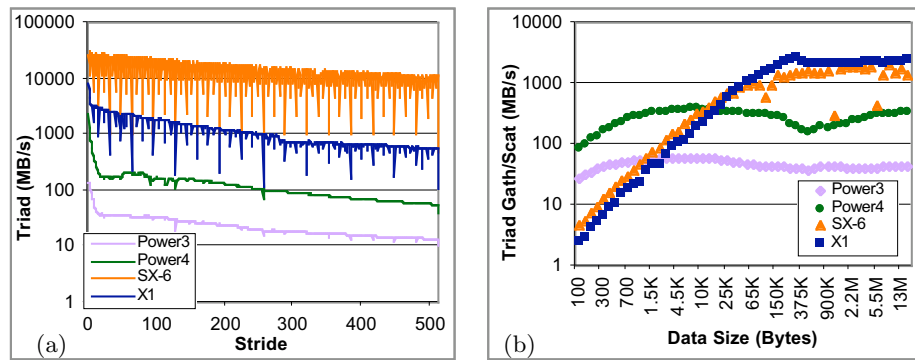 100000
10000
1000
100
10
1
Triad (MB/s)
Power3
Power4
SX-6
X1
0
100
200
300
400
500
Stride
(a)
10000
1000
100
10
1
Triad Gath/Scat (MB/s)
Power3
Power4
SX-6
X1
100
300
700
1.5K
4.5K
10K
25K
65K
150K
375K
900K
2.2M
5.5M
13M
Data Size (Bytes)
(b)